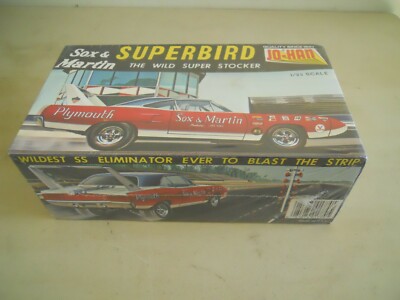 Sox &
Martin
SUPERBIRD
THE WILD SUPER STOCKER
JO-HAN
1/25 SCALE
Plymouth
Sox & Martin
WILDEST SS ELIMINATOR EVER TO BLAST THE STRIP
Plymouth